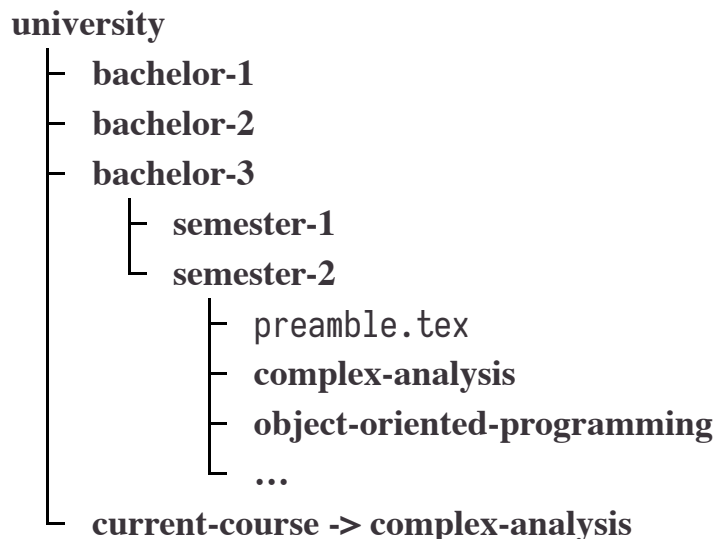 university
bachelor-1
bachelor-2
bachelor-3
semester-1
semester-2
preamble.tex
complex-analysis
object-oriented-programming
...
current-course -> complex-analysis